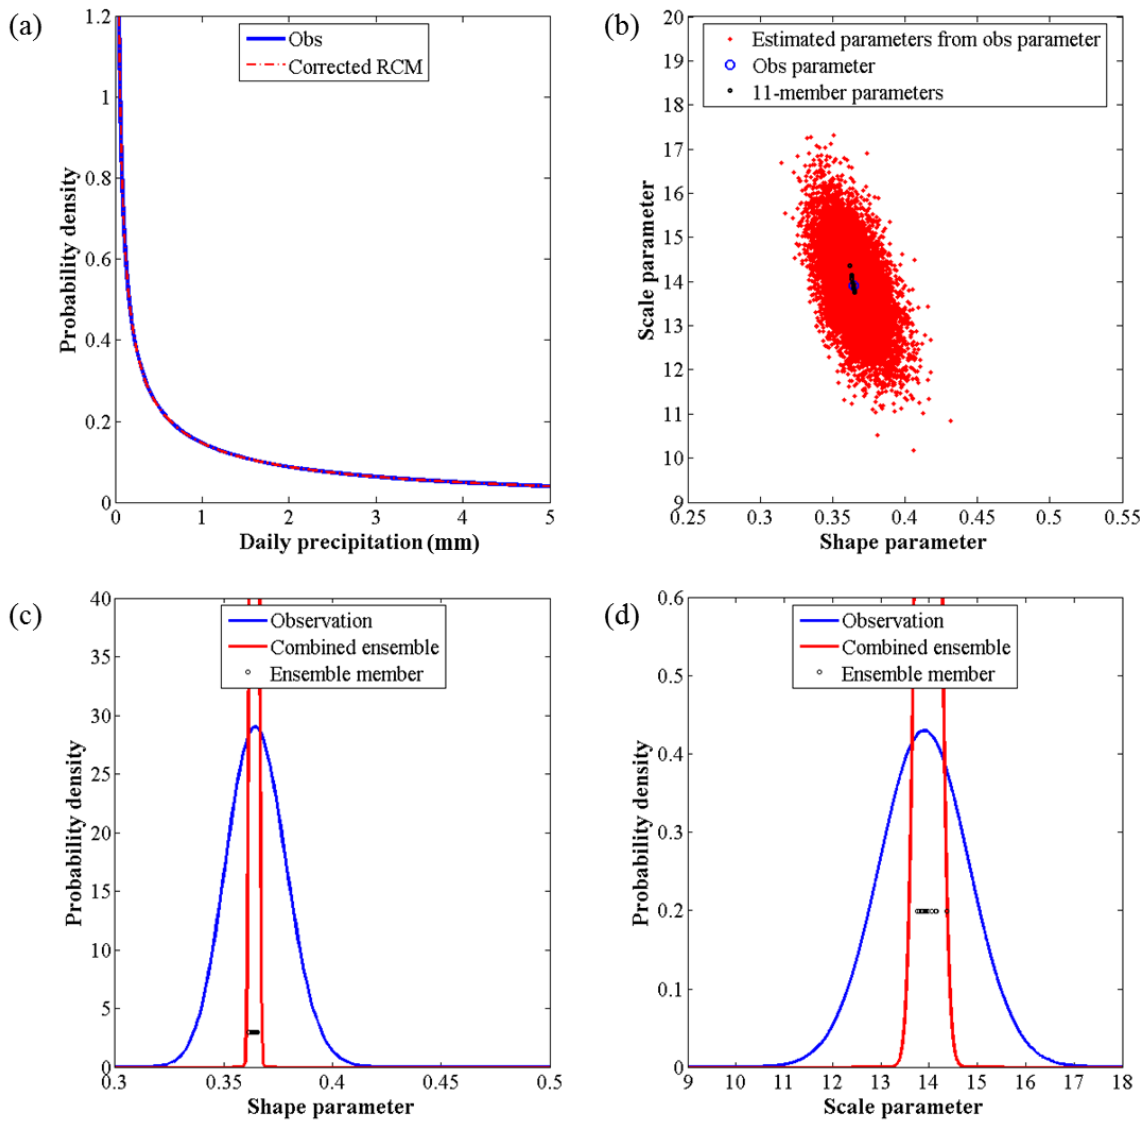 (a)
1.2
1
0.8
0.6
0.4
0.2
0
Probability density
Obs
Corrected RCM
0 1 2 3 4 5
Daily precipitation (mm)
(b)
20
19
18
17
16
15
14
13
12
11
10
9
Scale parameter
Estimated parameters from obs parameter
Obs parameter
11-member parameters
0.25 0.3 0.35 0.4 0.45 0.5 0.55
Shape parameter
(c)
40
35
30
25
20
15
10
5
0
Probability density
Observation
Combined ensemble
Ensemble member
0.3 0.35 0.4 0.45 0.5
Shape parameter
(d)
0.6
0.5
0.4
0.3
0.2
0.1
0
Probability density
Observation
Combined ensemble
Ensemble member
9 10 11 12 13 14 15 16 17 18
Scale parameter